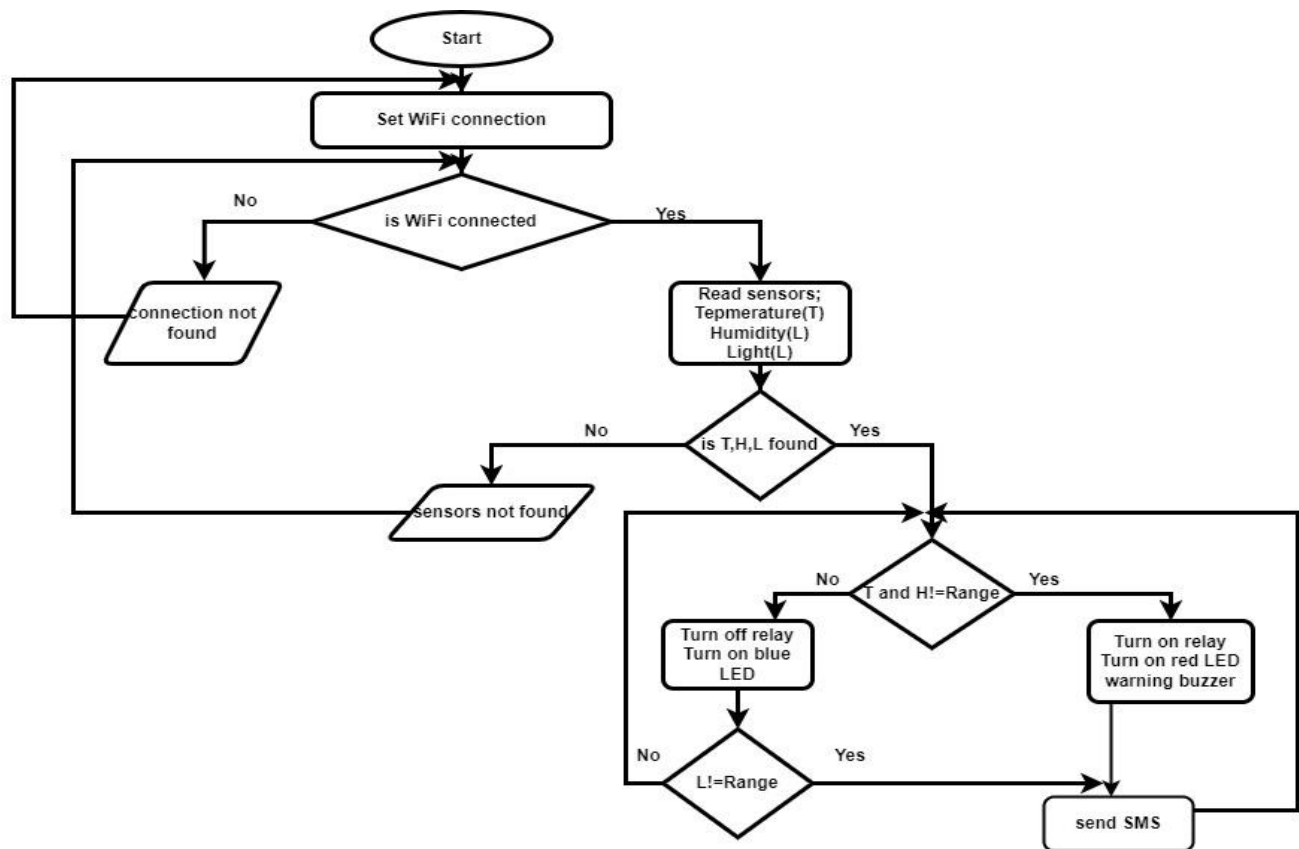 Start
Set WiFi connection
No
is WiFi connected
Yes
connection not
found
Read sensors;
Tepmerature(T)
Humidity(L)
Light(L)
No
is T,H,L found
Yes
sensors not found
No
T and H!=Range
Yes
Turn off relay
Turn on blue
LED
Turn on relay
Turn on red LED
warning buzzer
No
L!=Range
Yes
send SMS